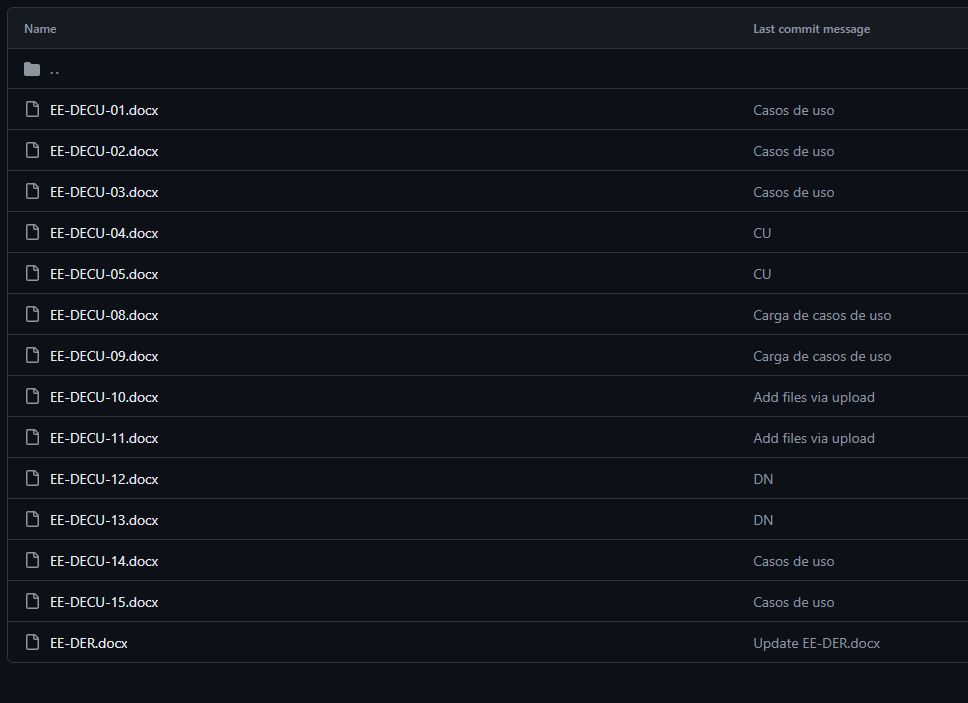 Name Last commit message
..
EE-DECU-01.docx Casos de uso
EE-DECU-02.docx Casos de uso
EE-DECU-03.docx Casos de uso
EE-DECU-04.docx CU
EE-DECU-05.docx CU
EE-DECU-08.docx Carga de casos de uso
EE-DECU-09.docx Carga de casos de uso
EE-DECU-10.docx Add files via upload
EE-DECU-11.docx Add files via upload
EE-DECU-12.docx DN
EE-DECU-13.docx DN
EE-DECU-14.docx Casos de uso
EE-DECU-15.docx Casos de uso
EE-DER.docx Update EE-DER.docx